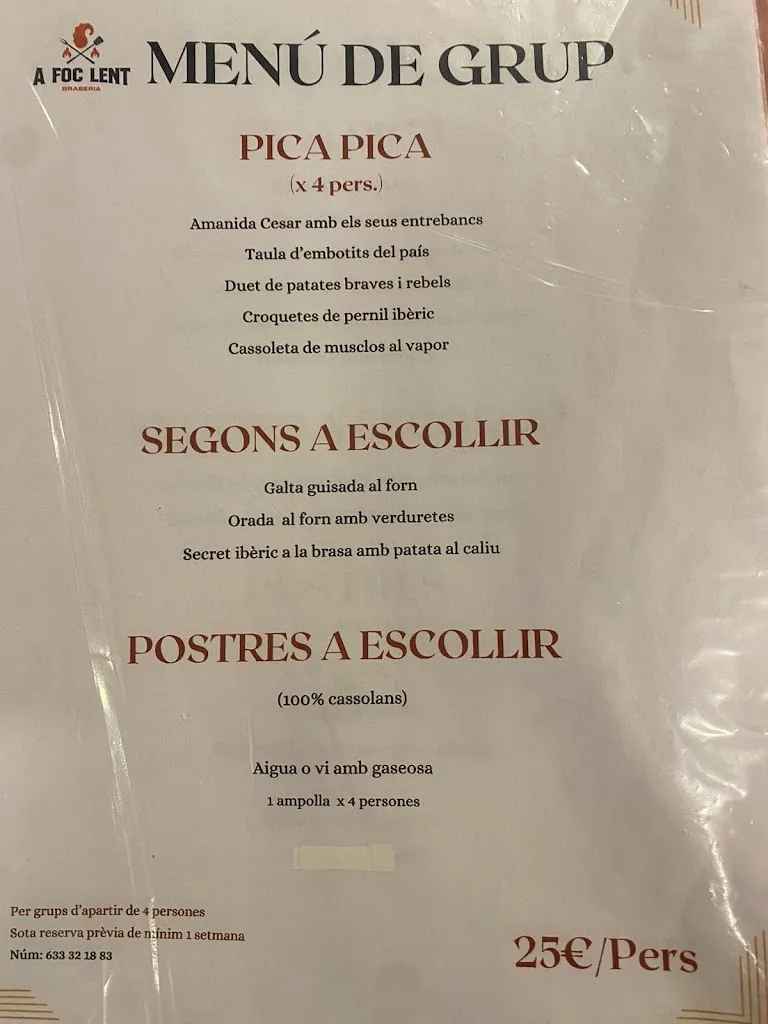 A FOC LENT
BRASERIA
MENÚ DE GRUP
PICA PICA
(x 4 pers.)
Amanida Cesar amb els seus entrebancs
Taula d'embotits del país
Duet de patates braves i rebels
Croquetes de pernil ibèric
Cassoleta de musclos al vapor
SEGONS A ESCOLLIR
Galta guisada al forn
Orada al forn amb verduretes
Secret ibèric a la brasa amb patata al caliu
POSTRES A ESCOLLIR
(100% cassolans)
Aigua o vi amb gaseosa
1 ampolla x 4 persones
Per grups d'apartir de 4 persones
Sota reserva prèvia de mínim 1 setmana
Núm: 633 32 18 83
25€/Pers